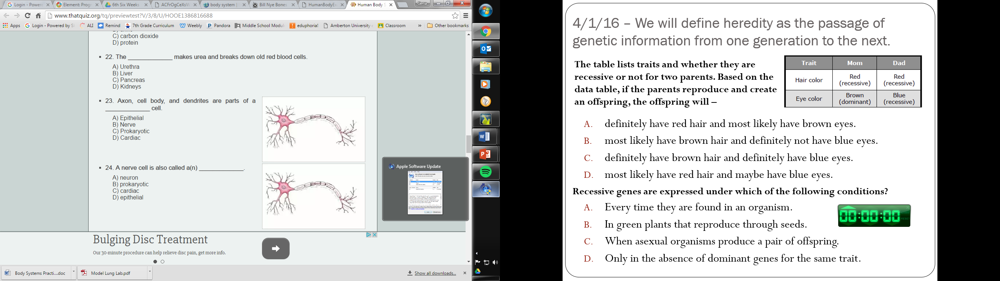 Login - Powere
Element: Progr
6th Six Weeks
ACFrOgCeXsW
body system |
Bill Nye Bones
HumanBodyEx
Human Body S
Gena
www.thatquiz.org/tq/previewtest?V/3/8/U/HOOE1386816688
Apps
Login - Powered by Si
ALI
Remind
7th Grade Curriculum
Weebly
Pandora
Middle School Modul
eduphoria!
Amberton University
Classroom
»
Other bookmarks
C) carbon dioxide
D) protein
22. The ______________ makes urea and breaks down old red blood cells.
A) Urethra
B) Liver
C) Pancreas
D) Kidneys
23. Axon, cell body, and dendrites are parts of a
______________ cell.
A) Epithelial
B) Nerve
C) Prokaryotic
D) Cardiac
24. A nerve cell is also called a(n) ______________.
A) neuron
B) prokaryotic
C) cardiac
D) epithelial
Apple Software Update
Bulging Disc Treatment
Our 30-minute procedure can help relieve disc pain, get more info.
Body Systems Practi....doc
Model Lung Lab.pdf
Show all downloads...
4/1/16 – We will define heredity as the passage of
genetic information from one generation to the next.
The table lists traits and whether they are
recessive or not for two parents. Based on the
data table, if the parents reproduce and create
an offspring, the offspring will –
Trait Mom Dad
Hair color Red (recessive) Red (recessive)
Eye color Brown (dominant) Blue (recessive)
A. definitely have red hair and most likely have brown eyes.
B. most likely have brown hair and definitely not have blue eyes.
C. definitely have brown hair and definitely have blue eyes.
D. most likely have red hair and maybe have blue eyes.
Recessive genes are expressed under which of the following conditions?
A. Every time they are found in an organism.
B. In green plants that reproduce through seeds.
C. When asexual organisms produce a pair of offspring.
D. Only in the absence of dominant genes for the same trait.
00:00:00
RESET